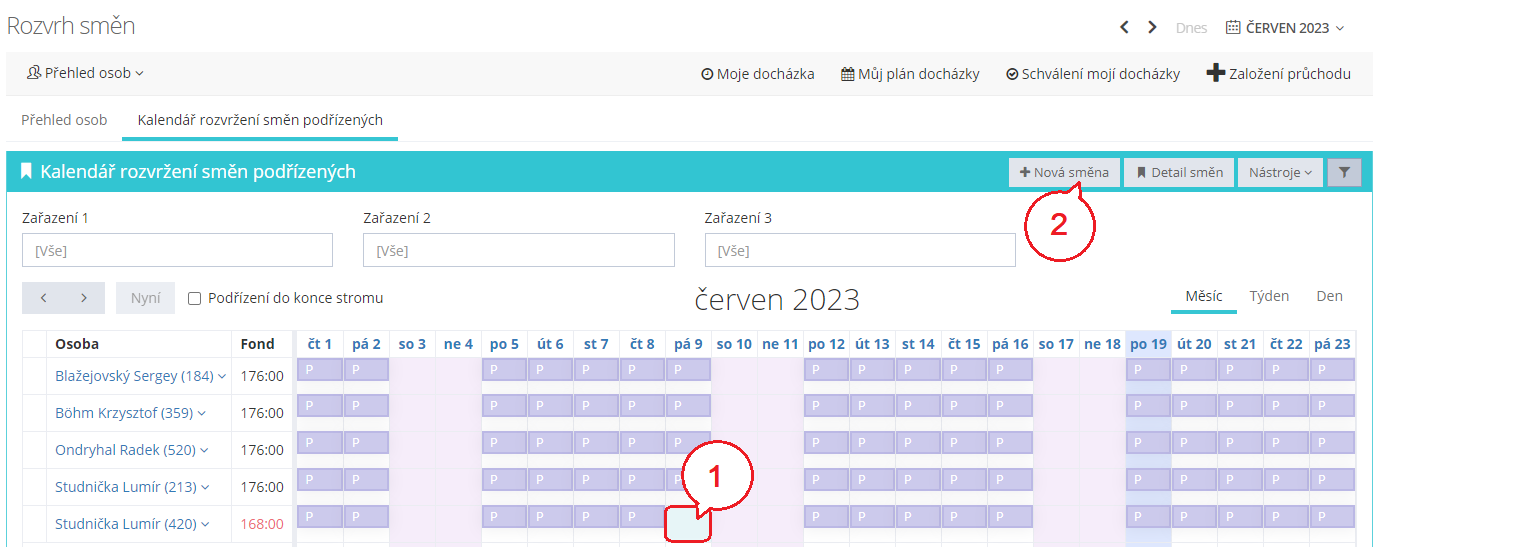 Rozvrh směn
Dnes ČERVEN 2023
Přehled osob Moje docházka Můj plán docházky Schválení mojí docházky Založení průchodu
Přehled osob Kalendář rozvržení směn podřízených
Kalendář rozvržení směn podřízených Nová směna Detail směn Nástroje
Zařazení 1 Zařazení 2 Zařazení 3 2
[Vše] [Vše] [Vše]
Nyní Podřízení do konce stromu červen 2023 Měsíc Týden Den
Osoba Fond čt 1 pá 2 so 3 ne 4 po 5 út 6 st 7 čt 8 pá 9 so 10 ne 11 po 12 út 13 st 14 čt 15 pá 16 so 17 ne 18 po 19 út 20 st 21 čt 22 pá 23
Blažejovský Sergey (184) 176:00 P P P P P P P P P P P P P P P P P
Böhm Krzysztof (359) 176:00 P P P P P P P P P P P P P P P P P
Ondryhal Radek (520) 176:00 P P P P P P P P P P P P P P P P P
Studnička Lumír (213) 176:00 P P P P P P P 1 P P P P P P P P P P
Studnička Lumír (420) 168:00 P P P P P P P P P P P P P P P P